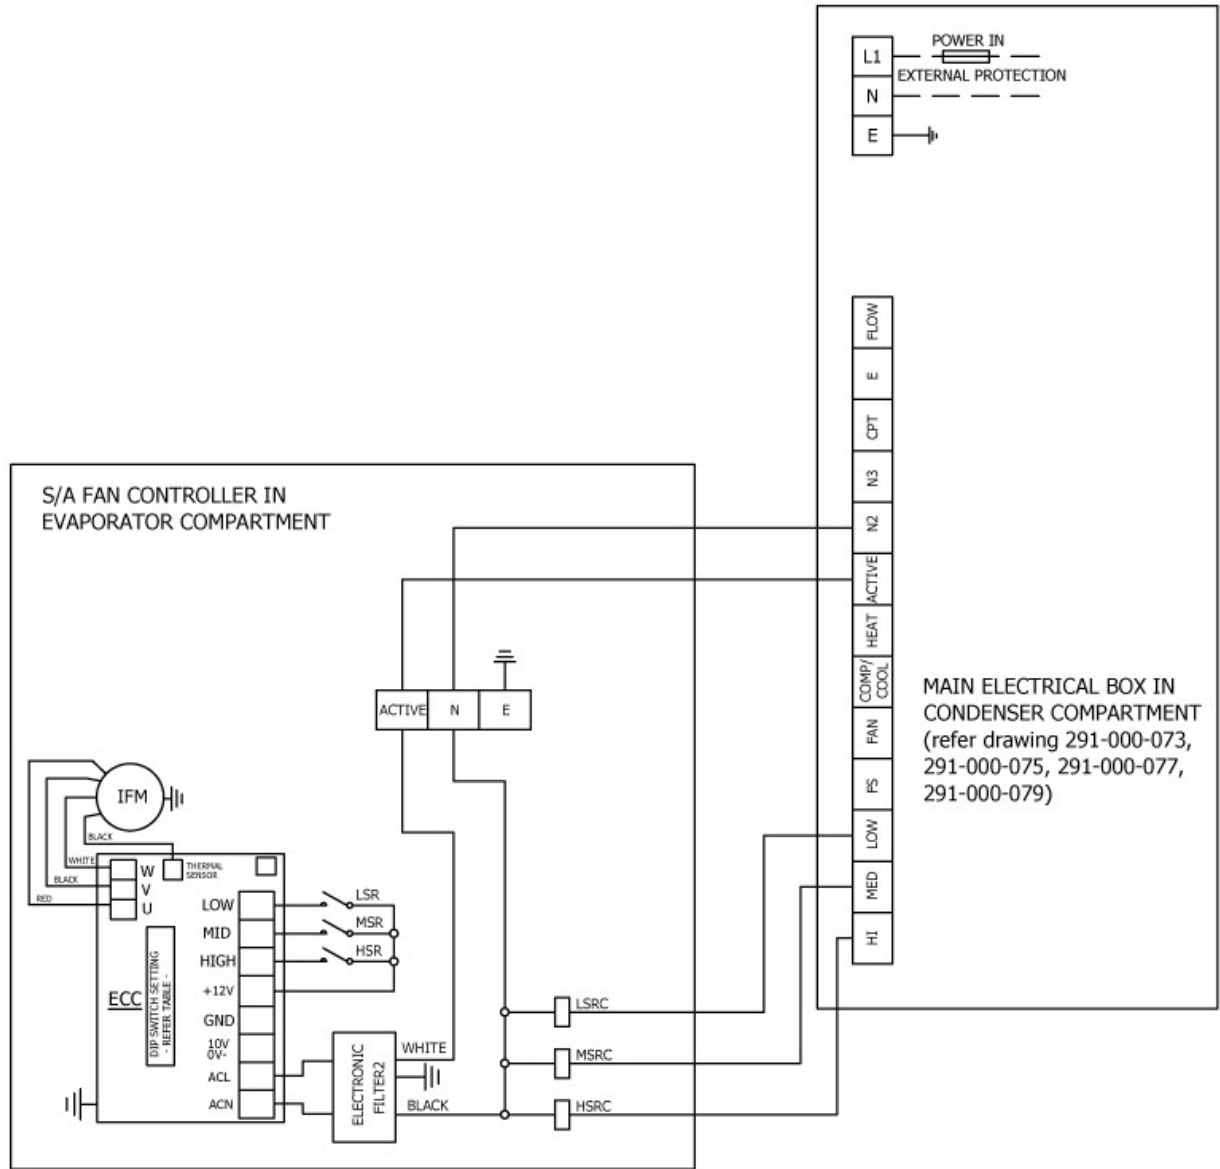 POWER IN
L1
EXTERNAL PROTECTION
N
E
FLOW
E
CPT
N3
N2
ACTIVE
HEAT
COMP/
COOL
FAN
FS
LOW
MED
HI
MAIN ELECTRICAL BOX IN
CONDENSER COMPARTMENT
(refer drawing 291-000-073,
291-000-075, 291-000-077,
291-000-079)
S/A FAN CONTROLLER IN
EVAPORATOR COMPARTMENT
ACTIVE
N
E
IFM
BLACK
WHITE
BLACK
RED
W
V
U
THERMAL
SENSOR
LOW
MID
HIGH
+12V
GND
10V
0V-
ACL
ACN
ECC
DIP SWITCH SETTING
- REFER TABLE -
LSR
MSR
HSR
ELECTRONIC
FILTER2
WHITE
BLACK
LSRC
MSRC
HSRC